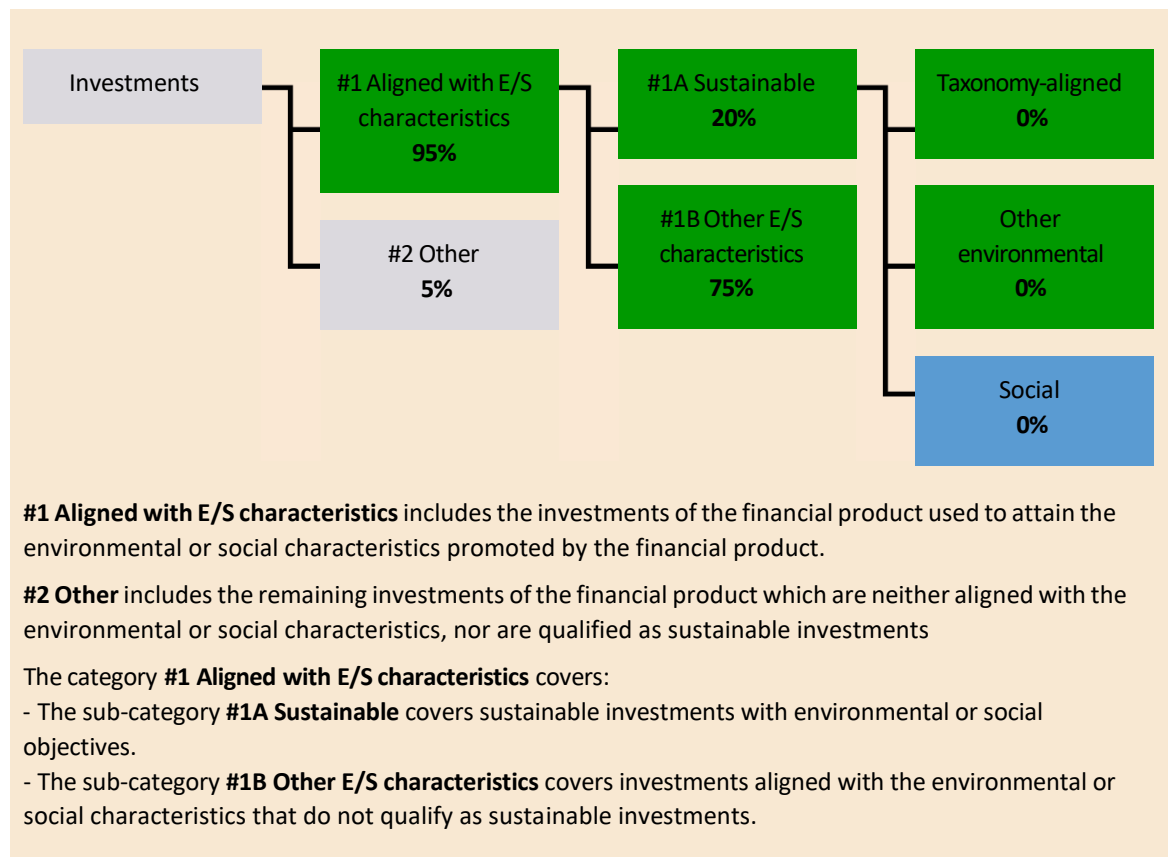 Investments
#1 Aligned with E/S
characteristics
95%
#2 Other
5%
#1A Sustainable
20%
#1B Other E/S
characteristics
75%
Taxonomy-aligned
0%
Other
environmental
0%
Social
0%
#1 Aligned with E/S characteristics includes the investments of the financial product used to attain the
environmental or social characteristics promoted by the financial product.
#2 Other includes the remaining investments of the financial product which are neither aligned with the
environmental or social characteristics, nor are qualified as sustainable investments
The category #1 Aligned with E/S characteristics covers:
- The sub-category #1A Sustainable covers sustainable investments with environmental or social
objectives.
- The sub-category #1B Other E/S characteristics covers investments aligned with the environmental or
social characteristics that do not qualify as sustainable investments.